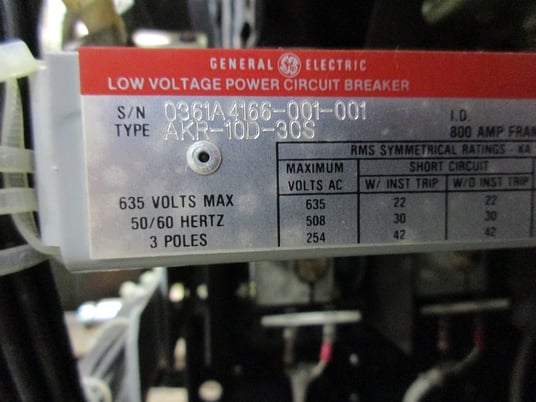 GENERAL GE ELECTRIC
LOW VOLTAGE POWER CIRCUIT BREAKER
S/N 0361A4166-001-001 I.D.
TYPE AKR-10D-30S 800 AMP FRAM
RMS SYMMETRICAL RATINGS - KA
MAXIMUM SHORT CIRCUIT
VOLTS AC W/ INST TRIP W/O INST TRIP
635 VOLTS MAX 635 22 22
50/60 HERTZ 508 30 30
3 POLES 254 42 42